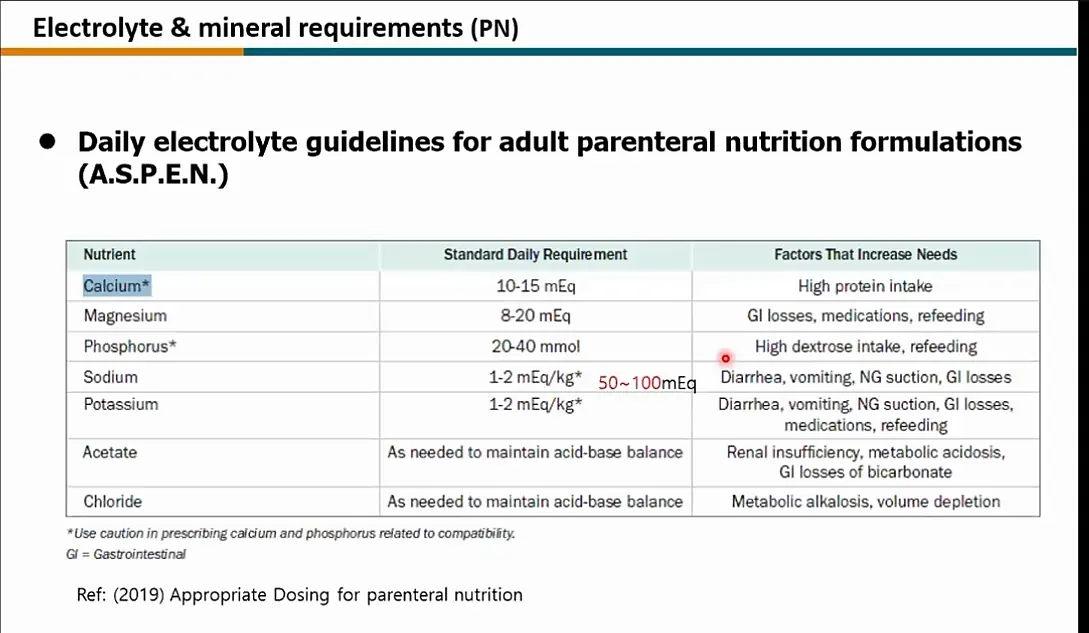 Electrolyte & mineral requirements (PN)
● Daily electrolyte guidelines for adult parenteral nutrition formulations
(A.S.P.E.N.)
Nutrient Standard Daily Requirement Factors That Increase Needs
Calcium* 10-15 mEq High protein intake
Magnesium 8-20 mEq GI losses, medications, refeeding
Phosphorus* 20-40 mmol High dextrose intake, refeeding
Sodium 1-2 mEq/kg* 50~100mEq Diarrhea, vomiting, NG suction, GI losses
Potassium 1-2 mEq/kg* Diarrhea, vomiting, NG suction, GI losses,
medications, refeeding
Acetate As needed to maintain acid-base balance Renal insufficiency, metabolic acidosis,
GI losses of bicarbonate
Chloride As needed to maintain acid-base balance Metabolic alkalosis, volume depletion
*Use caution in prescribing calcium and phosphorus related to compatibility.
GI = Gastrointestinal
Ref: (2019) Appropriate Dosing for parenteral nutrition